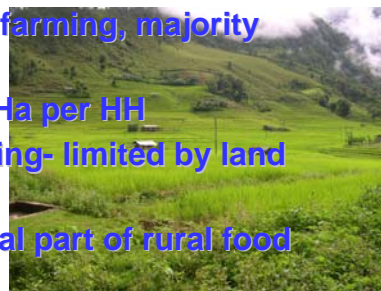 farming, majority
Ha per HH
ing- limited by land
al part of rural food